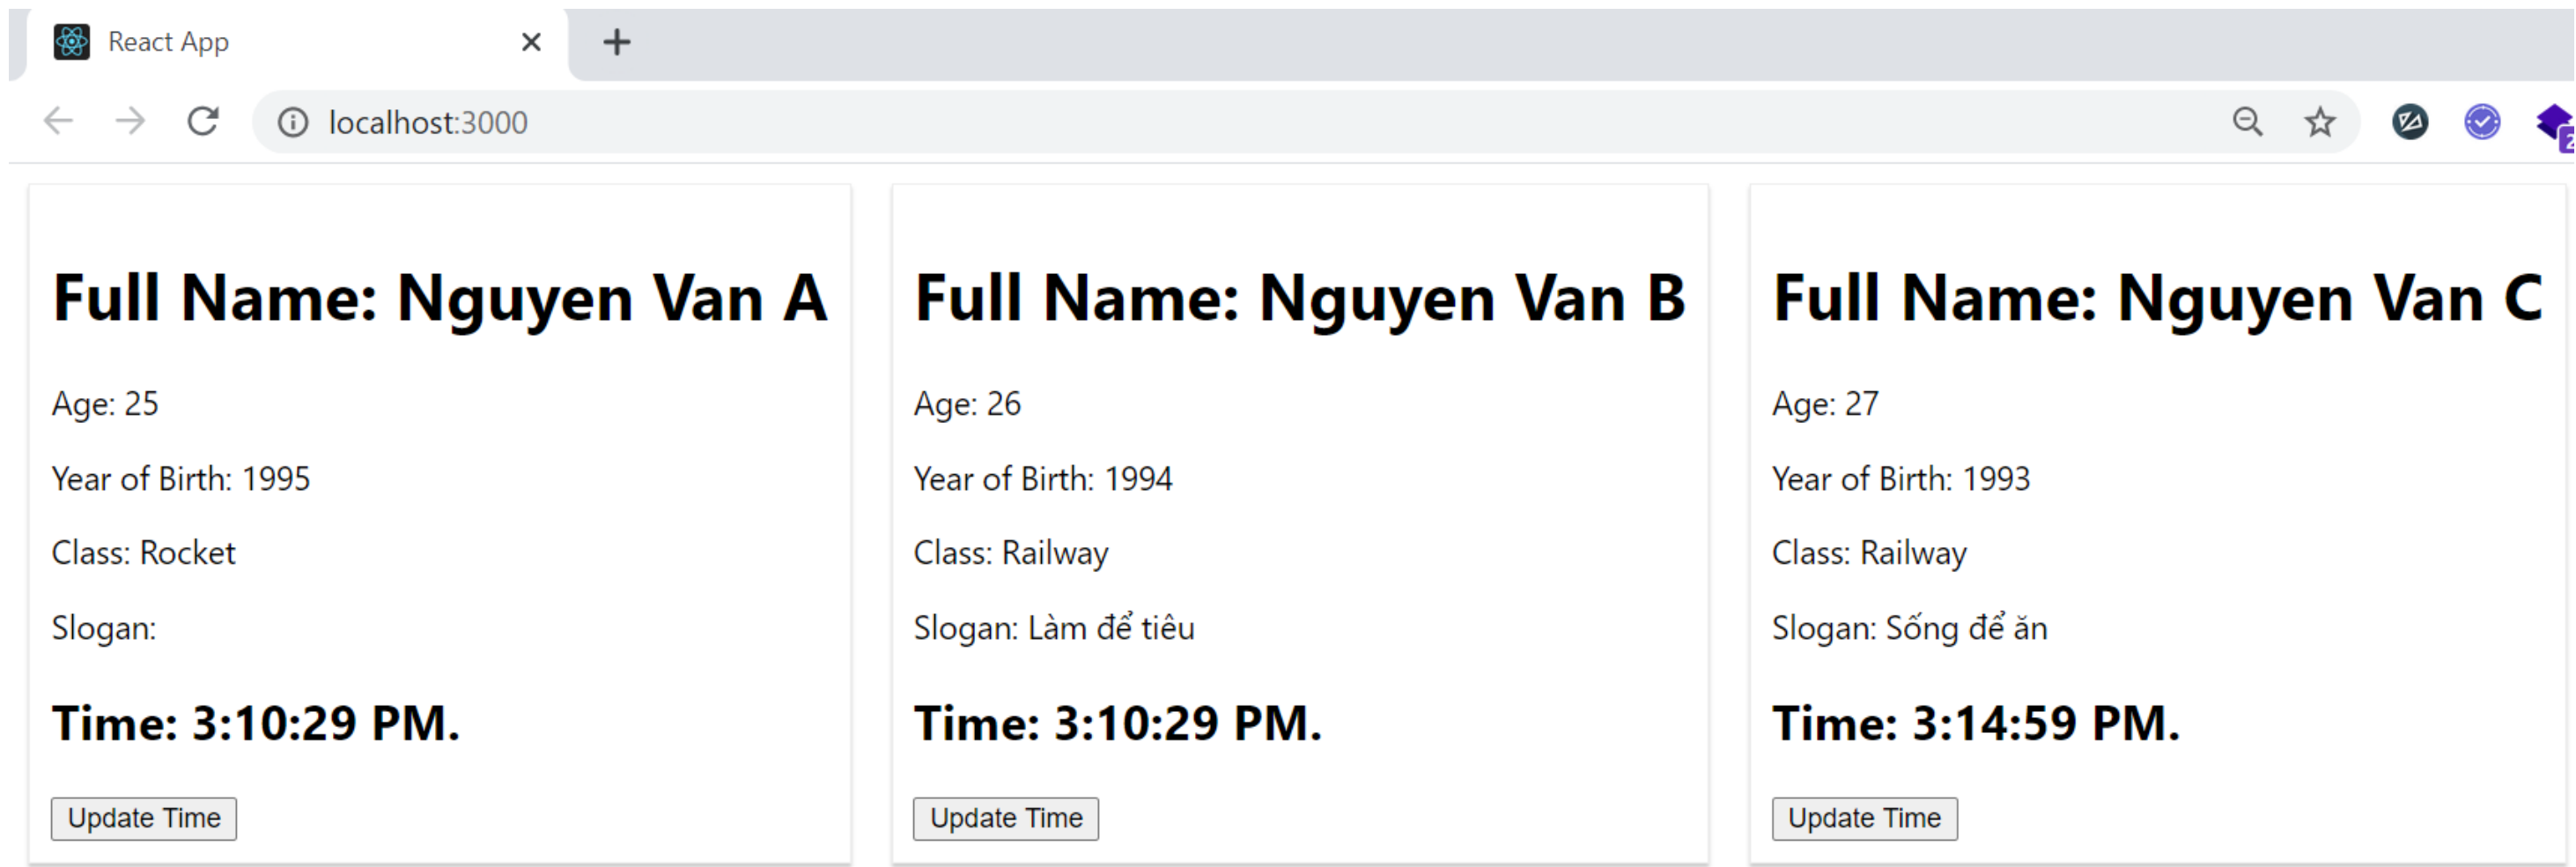 React App
localhost:3000
2
Full Name: Nguyen Van A
Age: 25
Year of Birth: 1995
Class: Rocket
Slogan:
Time: 3:10:29 PM.
Update Time
Full Name: Nguyen Van B
Age: 26
Year of Birth: 1994
Class: Railway
Slogan: Làm để tiêu
Time: 3:10:29 PM.
Update Time
Full Name: Nguyen Van C
Age: 27
Year of Birth: 1993
Class: Railway
Slogan: Sống để ăn
Time: 3:14:59 PM.
Update Time